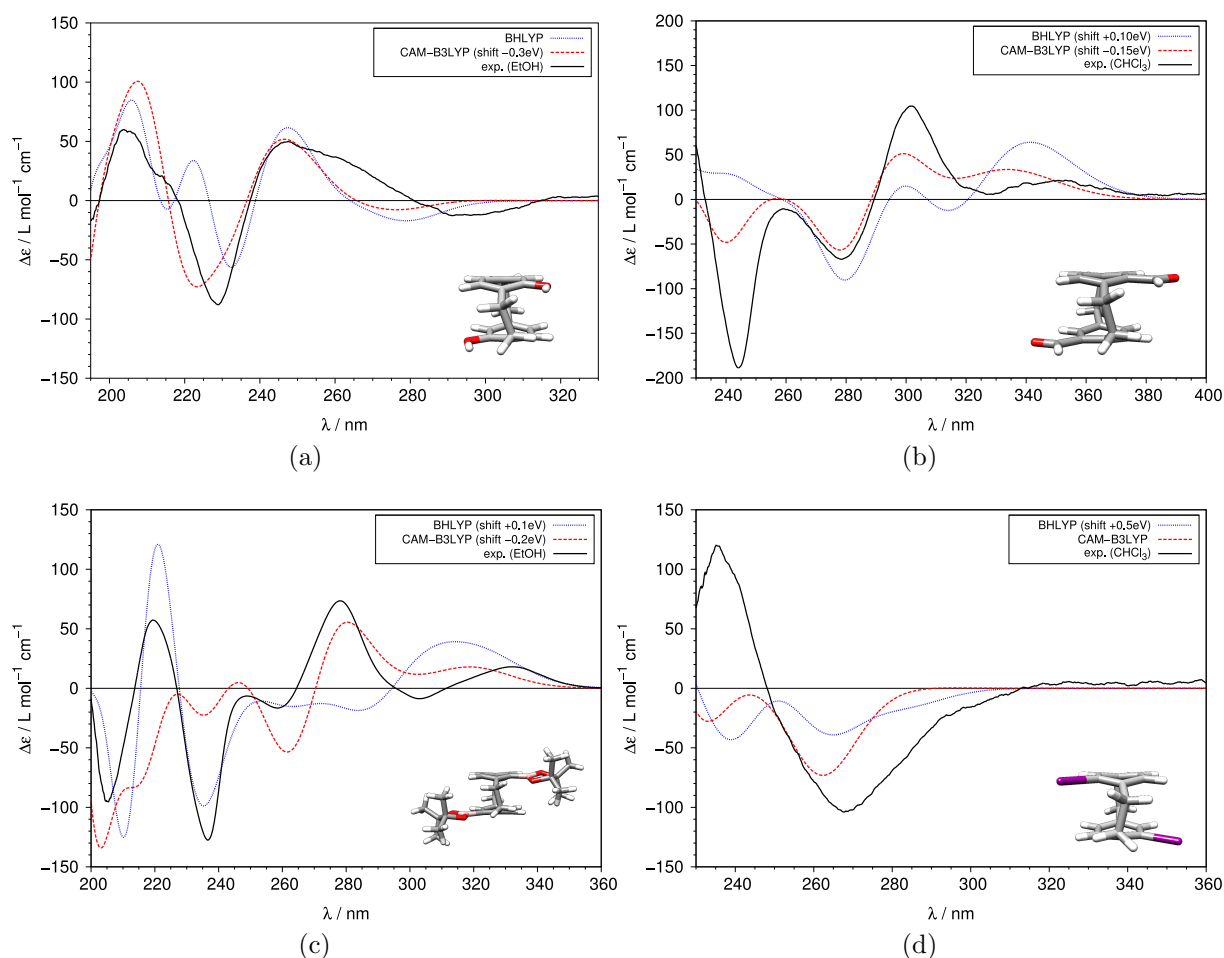 BHLYP
CAM−B3LYP (shift −0.3eV)
exp. (EtOH)
150
100
50
0
−50
−100
−150
Δε / L mol⁻¹ cm⁻¹
200 220 240 260 280 300 320
λ / nm
(a)
BHLYP (shift +0.10eV)
CAM−B3LYP (shift −0.15eV)
exp. (CHCl₃)
200
150
100
50
0
−50
−100
−150
−200
Δε / L mol⁻¹ cm⁻¹
240 260 280 300 320 340 360 380 400
λ / nm
(b)
BHLYP (shift +0.1eV)
CAM−B3LYP (shift −0.2eV)
exp. (EtOH)
150
100
50
0
−50
−100
−150
Δε / L mol⁻¹ cm⁻¹
200 220 240 260 280 300 320 340 360
λ / nm
(c)
BHLYP (shift +0.5eV)
CAM−B3LYP
exp. (CHCl₃)
150
100
50
0
−50
−100
−150
Δε / L mol⁻¹ cm⁻¹
240 260 280 300 320 340 360
λ / nm
(d)